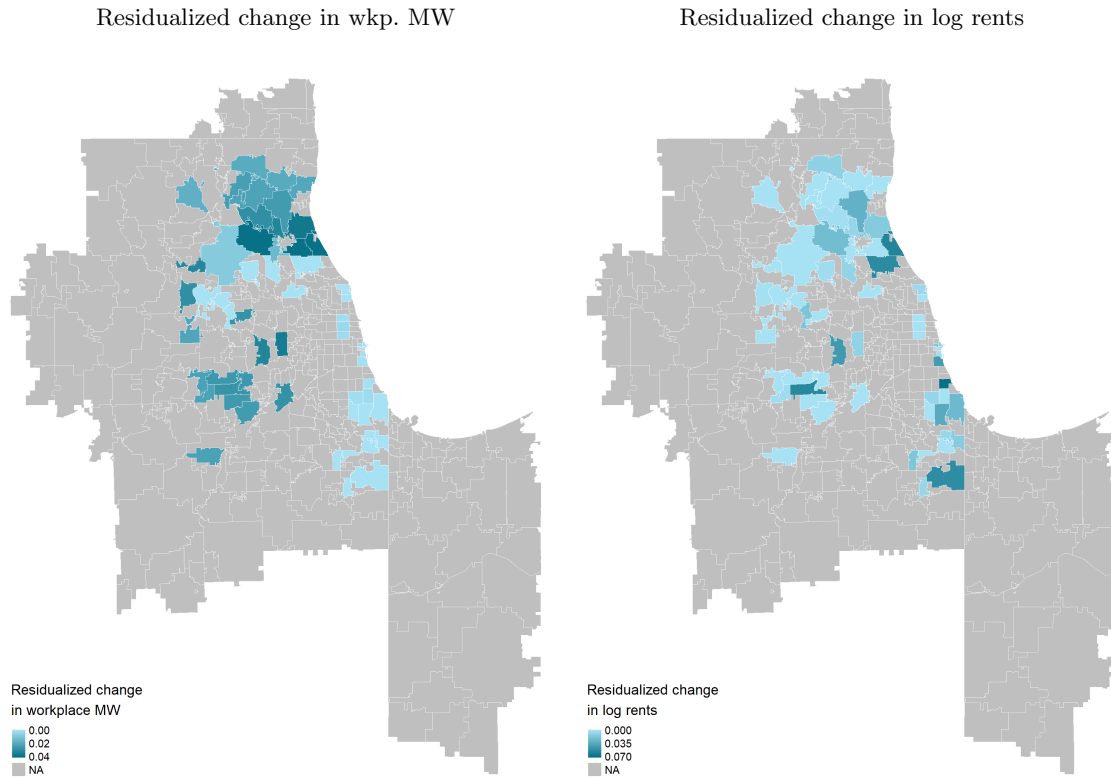 Residualized change in wkp. MW
Residualized change in log rents
Residualized change
in workplace MW
0.00
0.02
0.04
NA
Residualized change
in log rents
0.000
0.035
0.070
NA